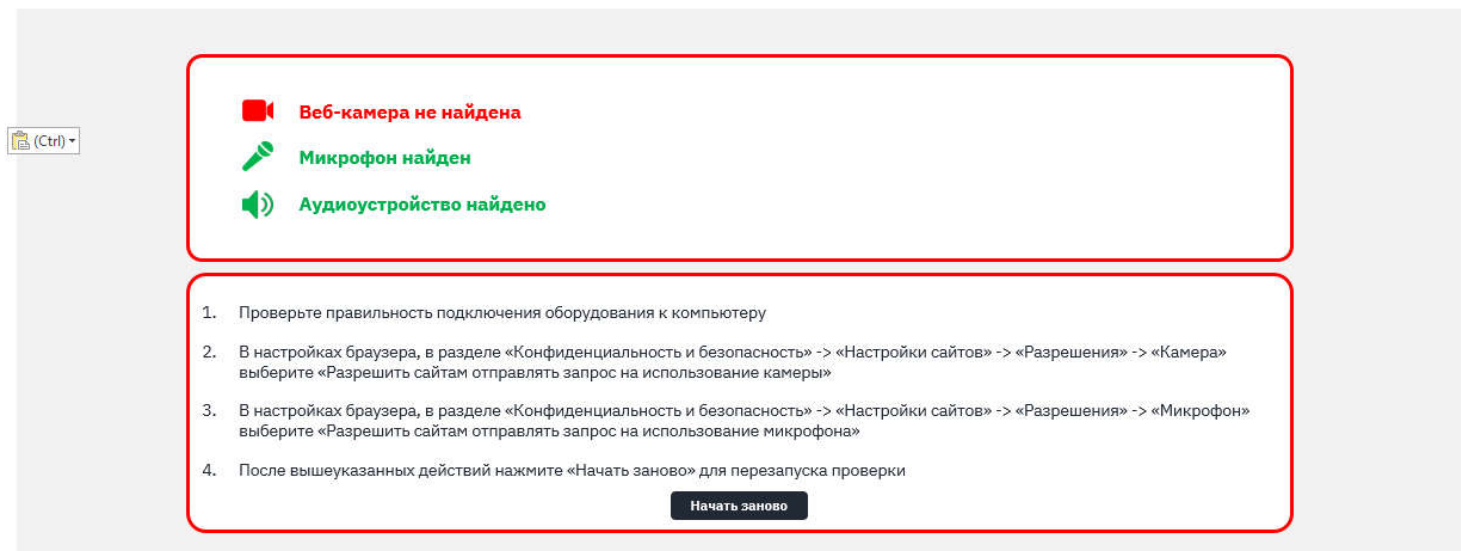 Веб-камера не найдена
(Ctrl)
Микрофон найден
Аудиоустройство найдено
1. Проверьте правильность подключения оборудования к компьютеру
2. В настройках браузера, в разделе «Конфиденциальность и безопасность» -> «Настройки сайтов» -> «Разрешения» -> «Камера»
выберите «Разрешить сайтам отправлять запрос на использование камеры»
3. В настройках браузера, в разделе «Конфиденциальность и безопасность» -> «Настройки сайтов» -> «Разрешения» -> «Микрофон»
выберите «Разрешить сайтам отправлять запрос на использование микрофона»
4. После вышеуказанных действий нажмите «Начать заново» для перезапуска проверки
Начать заново